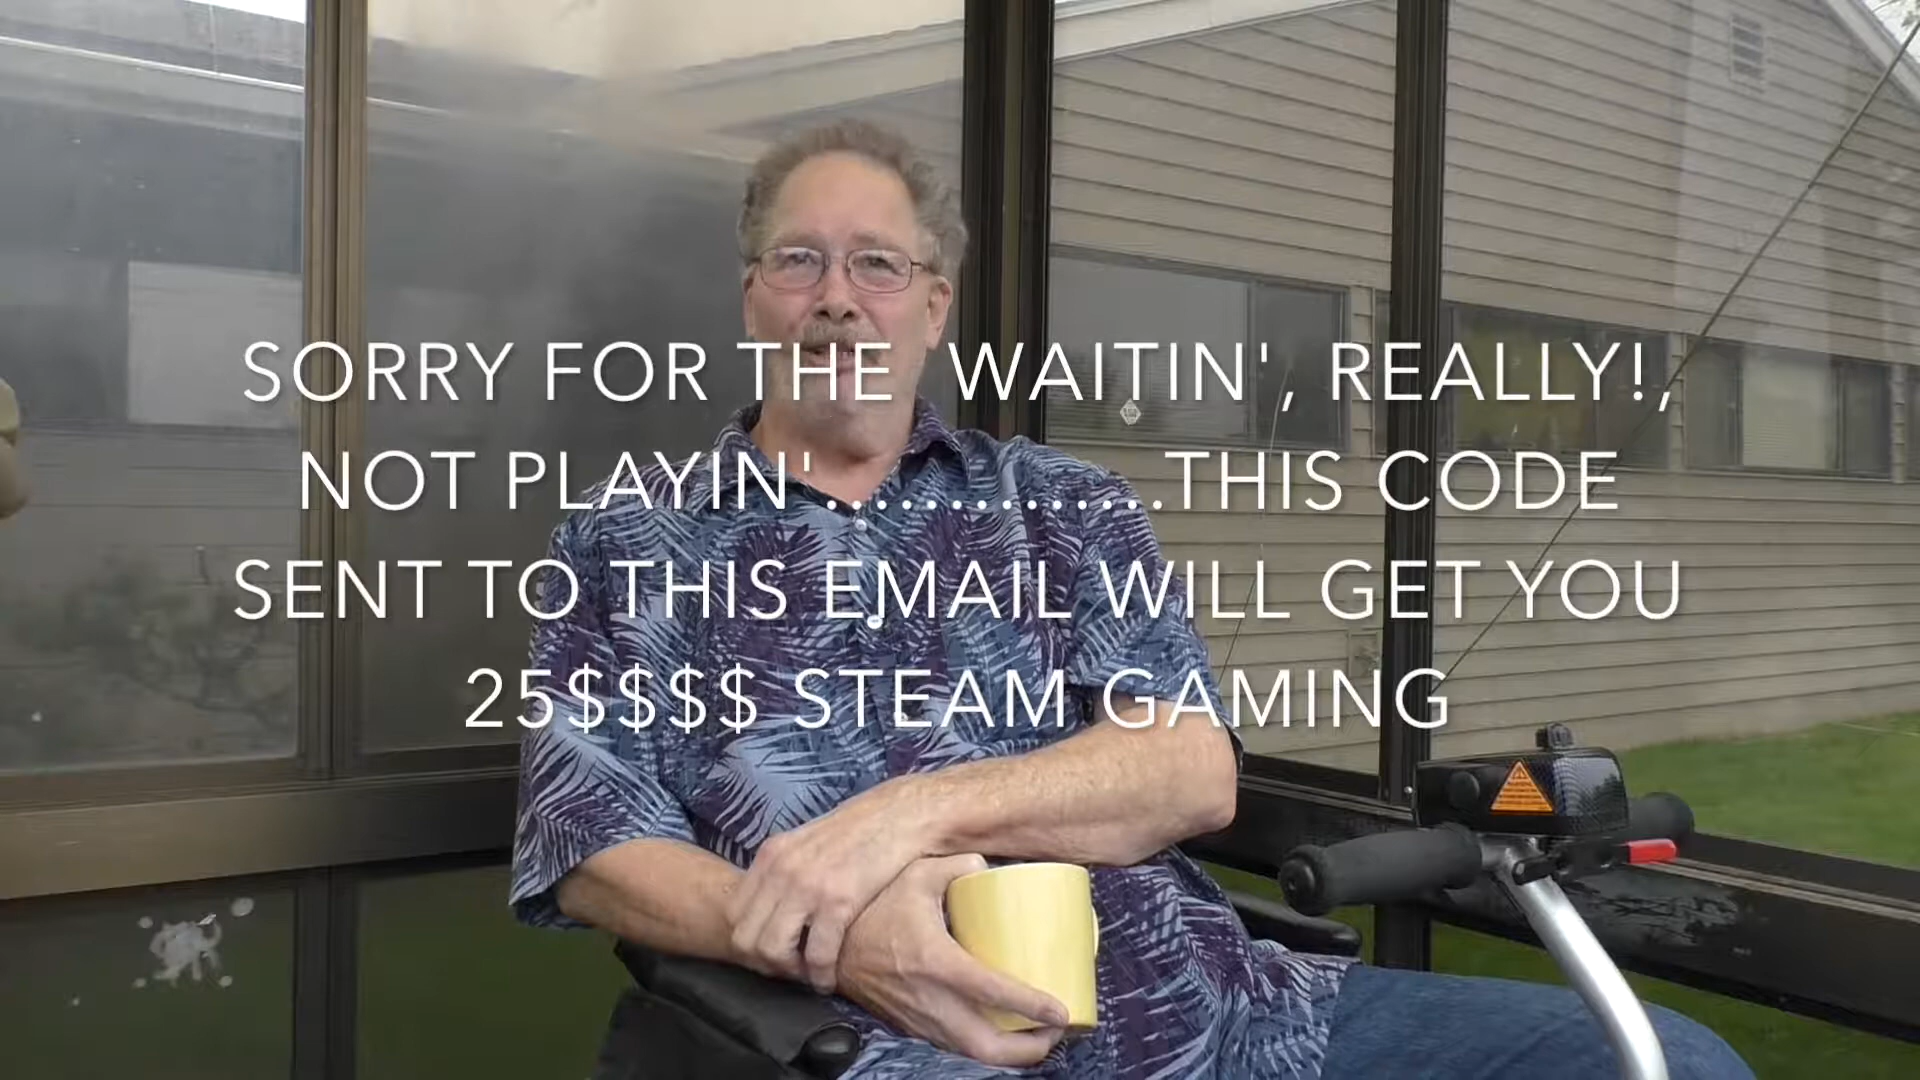 SORRY FOR THE WAITIN', REALLY!,
NOT PLAYIN'..............THIS CODE
SENT TO THIS EMAIL WILL GET YOU
25$$$$ STEAM GAMING